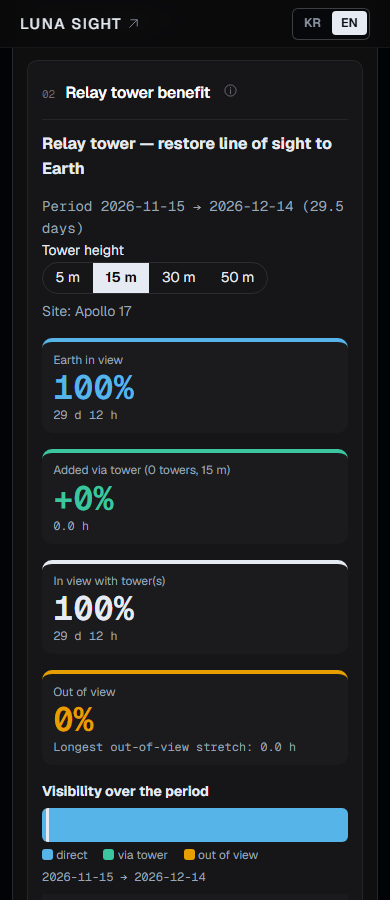 LUNA SIGHT ↗
KR EN
02 Relay tower benefit ⓘ
Relay tower — restore line of sight to
Earth
Period 2026-11-15 → 2026-12-14 (29.5
days)
Tower height
5 m 15 m 30 m 50 m
Site: Apollo 17
Earth in view
100%
29 d 12 h
Added via tower (0 towers, 15 m)
+0%
0.0 h
In view with tower(s)
100%
29 d 12 h
Out of view
0%
Longest out-of-view stretch: 0.0 h
Visibility over the period
direct via tower out of view
2026-11-15 → 2026-12-14